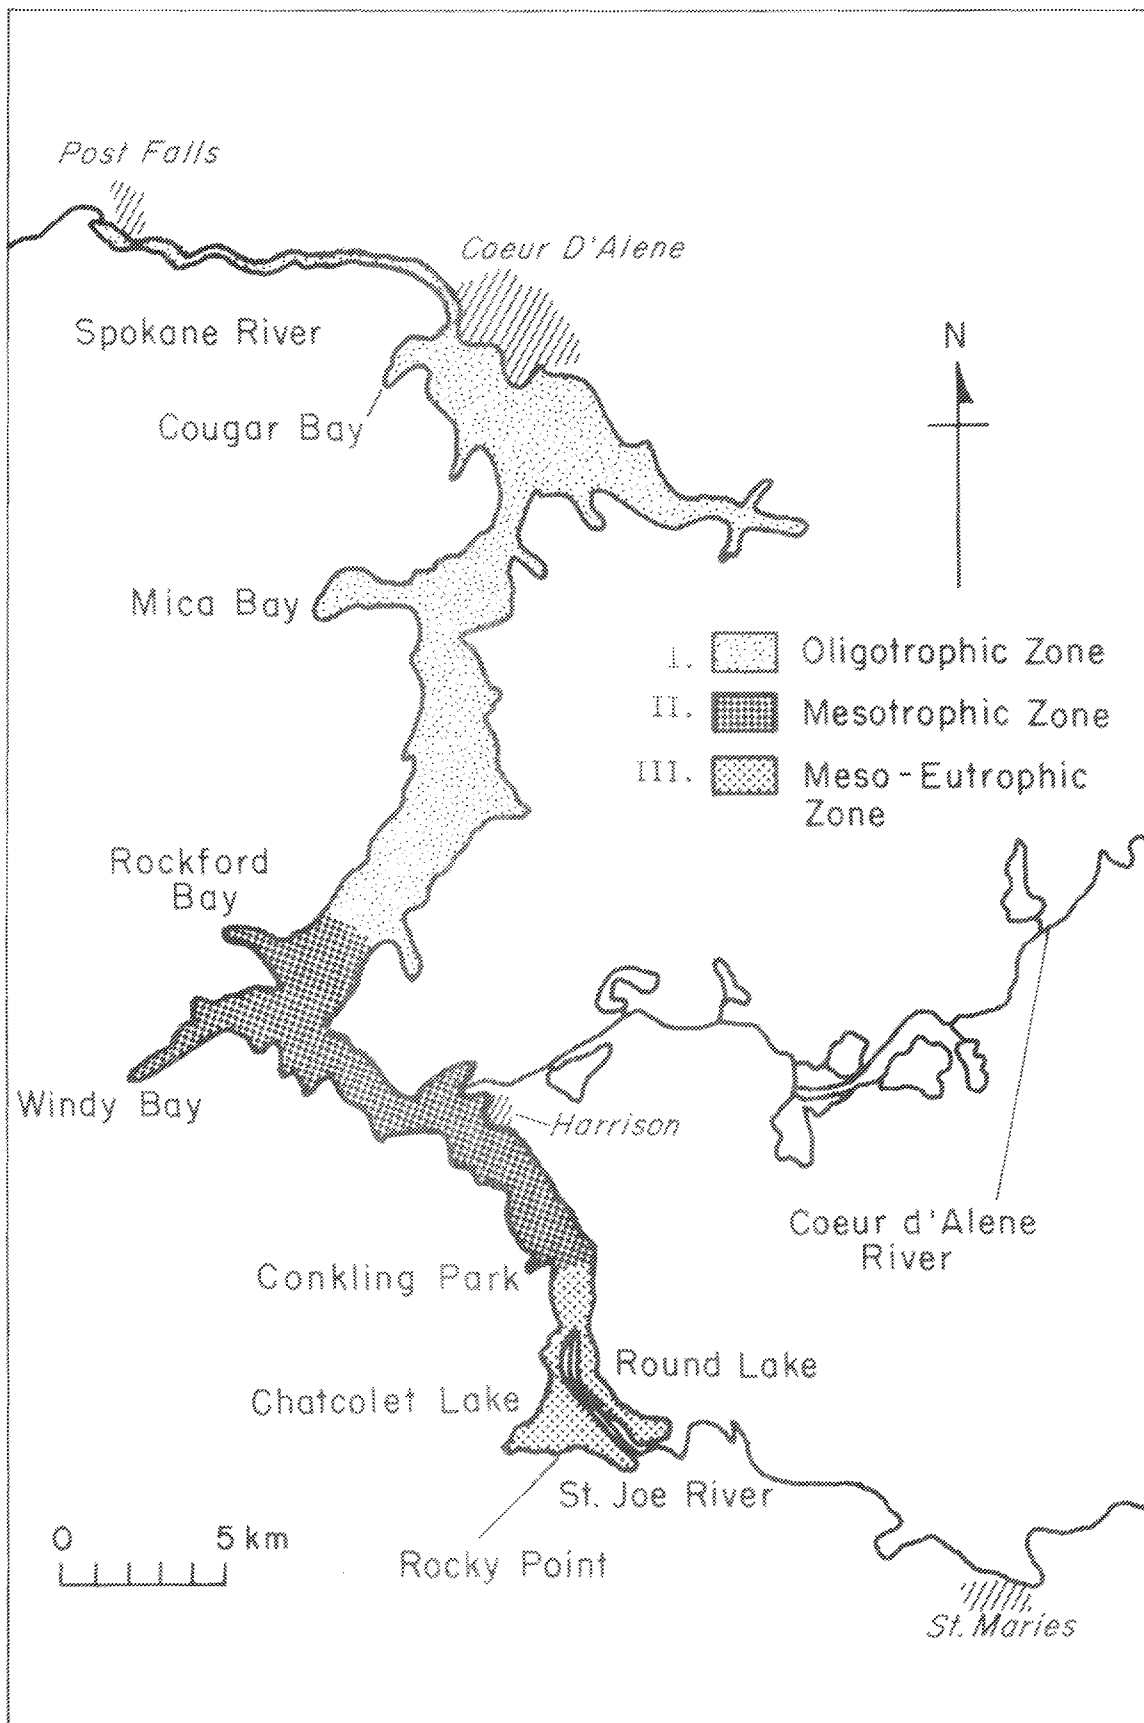 Post Falls
Coeur D'Alene
Spokane River
N
Cougar Bay
Mica Bay
I. Oligotrophic Zone
II. Mesotrophic Zone
III. Meso-Eutrophic
Zone
Rockford
Bay
Windy Bay
Harrison
Coeur d'Alene
River
Conkling Park
Round Lake
Chatcolet Lake
St. Joe River
0 5 km
Rocky Point
St. Maries